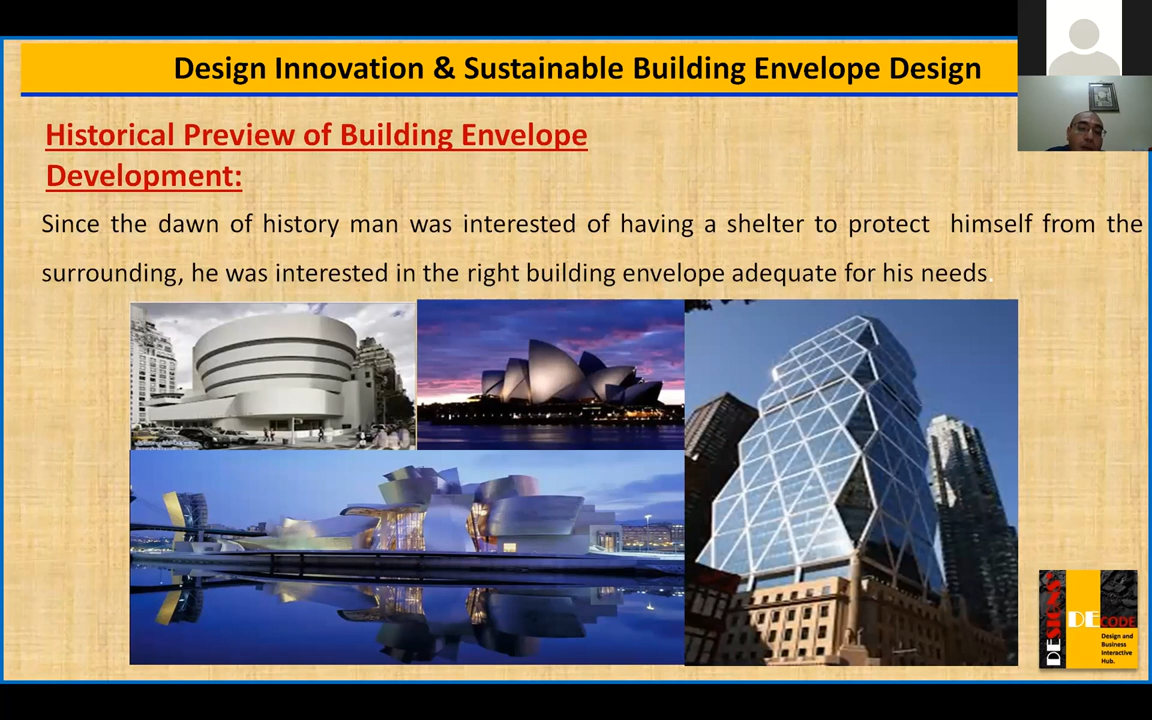 Design Innovation & Sustainable Building Envelope Design
Historical Preview of Building Envelope
Development:
Since the dawn of history man was interested of having a shelter to protect himself from the
surrounding, he was interested in the right building envelope adequate for his needs.
DESIGNS
DECODE
Design and
Business
Interactive
Hub.